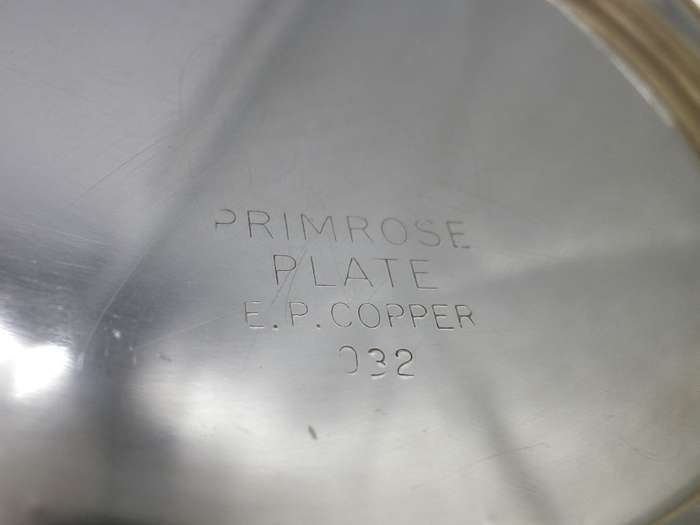 PRIMROSE
PLATE
E.P. COPPER
032